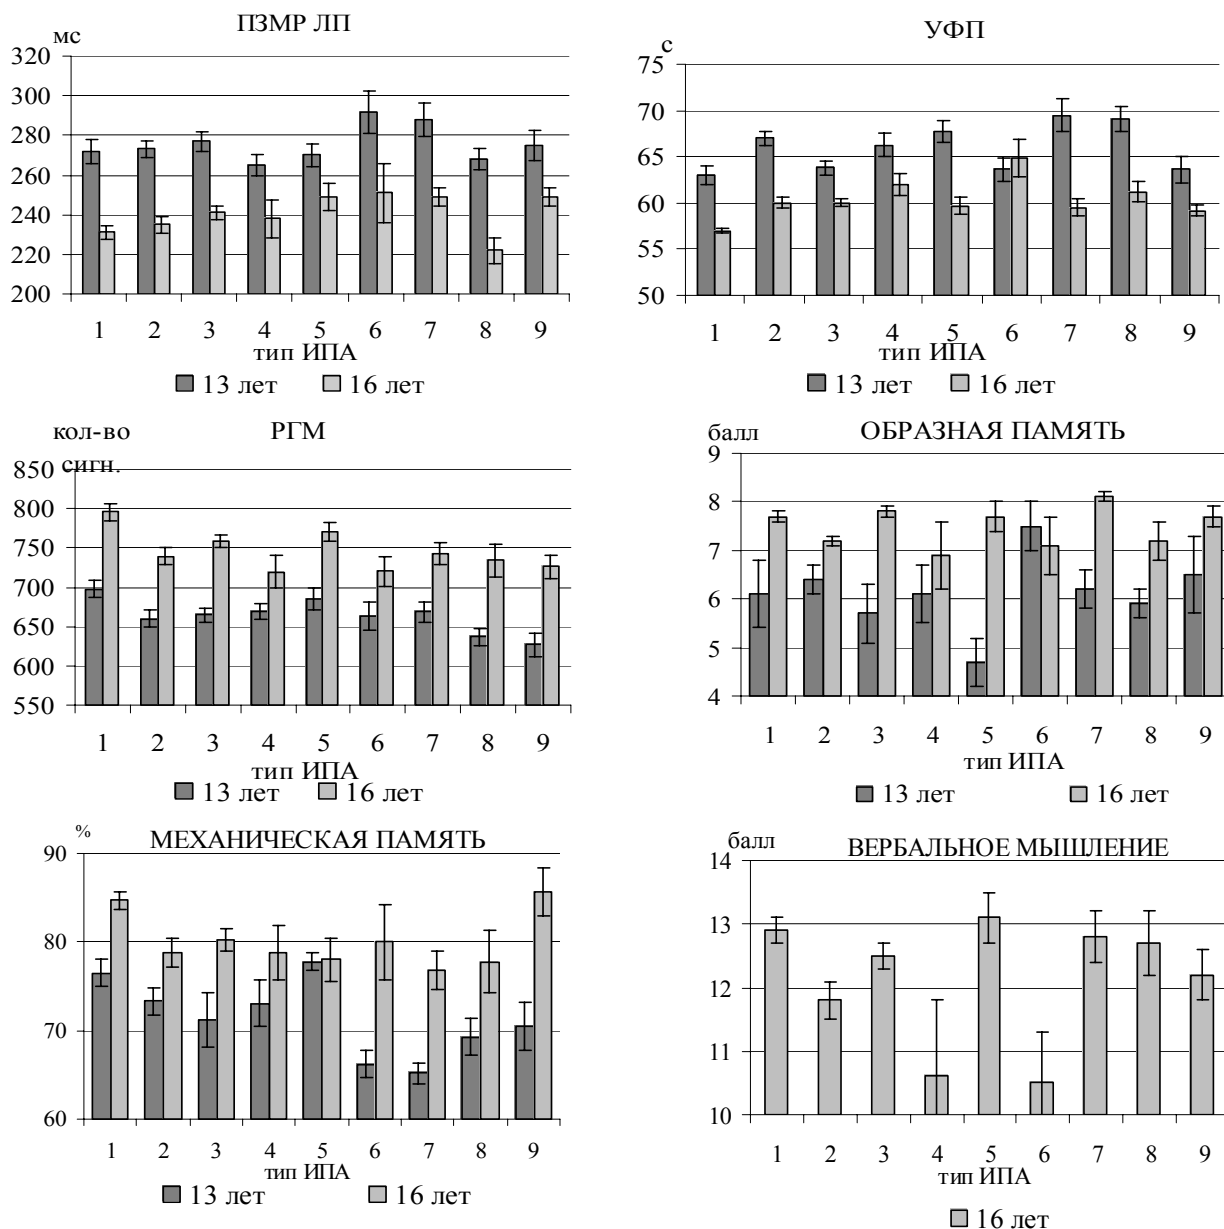 ПЗМР ЛП
мс
320
300
280
260
240
220
200
1 2 3 4 5 6 7 8 9
тип ИПА
13 лет 16 лет
УФП
с
75
70
65
60
55
50
1 2 3 4 5 6 7 8 9
тип ИПА
13 лет 16 лет
кол-во РГМ
сигн.
850
800
750
700
650
600
550
1 2 3 4 5 6 7 8 9
тип ИПА
13 лет 16 лет
балл ОБРАЗНАЯ ПАМЯТЬ
9
8
7
6
5
4
1 2 3 4 5 6 7 8 9
тип ИПА
13 лет 16 лет
% МЕХАНИЧЕСКАЯ ПАМЯТЬ
90
80
70
60
1 2 3 4 5 6 7 8 9
тип ИПА
13 лет 16 лет
балл ВЕРБАЛЬНОЕ МЫШЛЕНИЕ
14
13
12
11
10
1 2 3 4 5 6 7 8 9
тип ИПА
16 лет